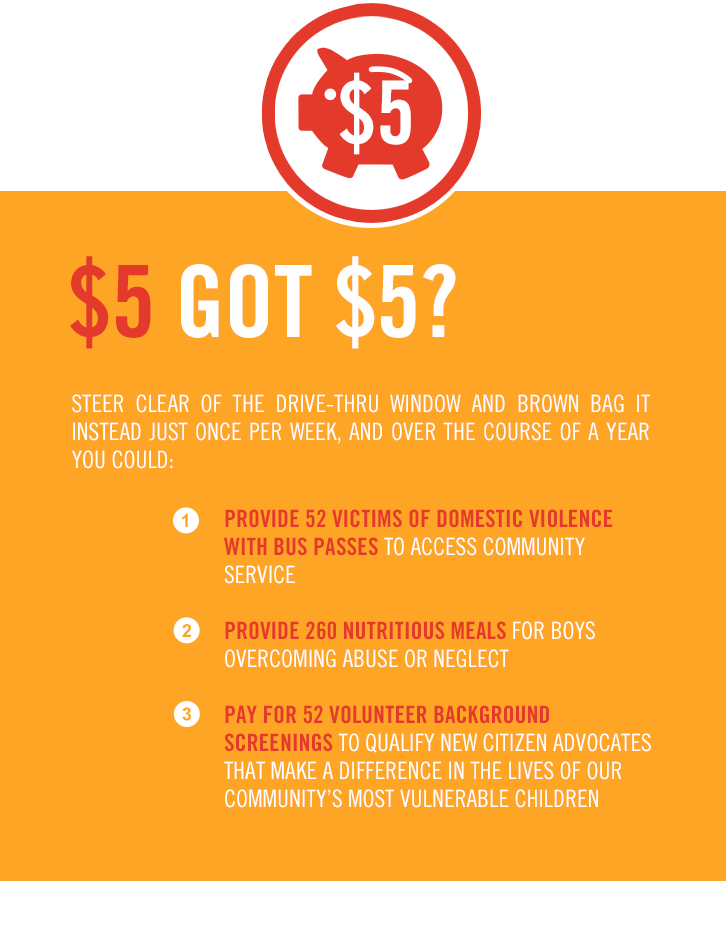 $5
$5 GOT $5?
STEER CLEAR OF THE DRIVE-THRU WINDOW AND BROWN BAG IT
INSTEAD JUST ONCE PER WEEK, AND OVER THE COURSE OF A YEAR
YOU COULD:
1 PROVIDE 52 VICTIMS OF DOMESTIC VIOLENCE
WITH BUS PASSES TO ACCESS COMMUNITY
SERVICE
2 PROVIDE 260 NUTRITIOUS MEALS FOR BOYS
OVERCOMING ABUSE OR NEGLECT
3 PAY FOR 52 VOLUNTEER BACKGROUND
SCREENINGS TO QUALIFY NEW CITIZEN ADVOCATES
THAT MAKE A DIFFERENCE IN THE LIVES OF OUR
COMMUNITY'S MOST VULNERABLE CHILDREN